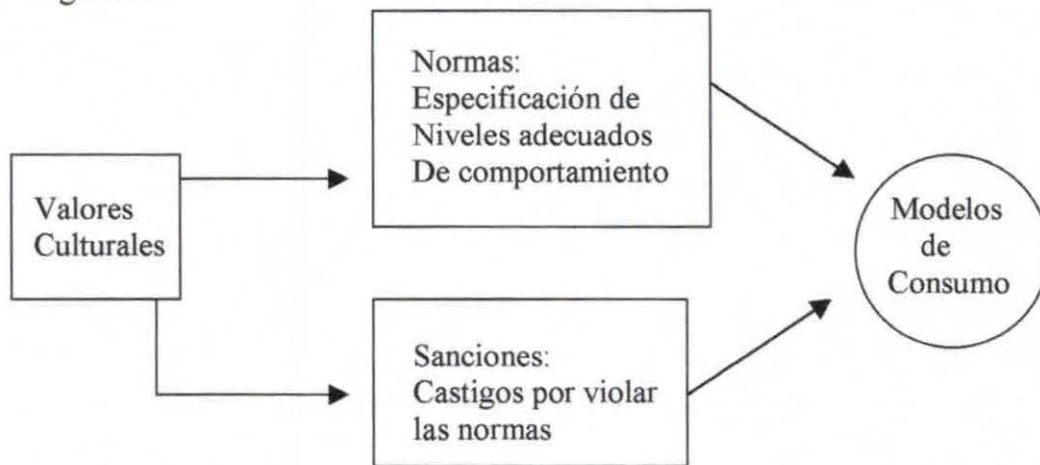 Normas:
Especificación de
Niveles adecuados
De comportamiento
Valores
Culturales
Modelos
de
Consumo
Sanciones:
Castigos por violar
las normas